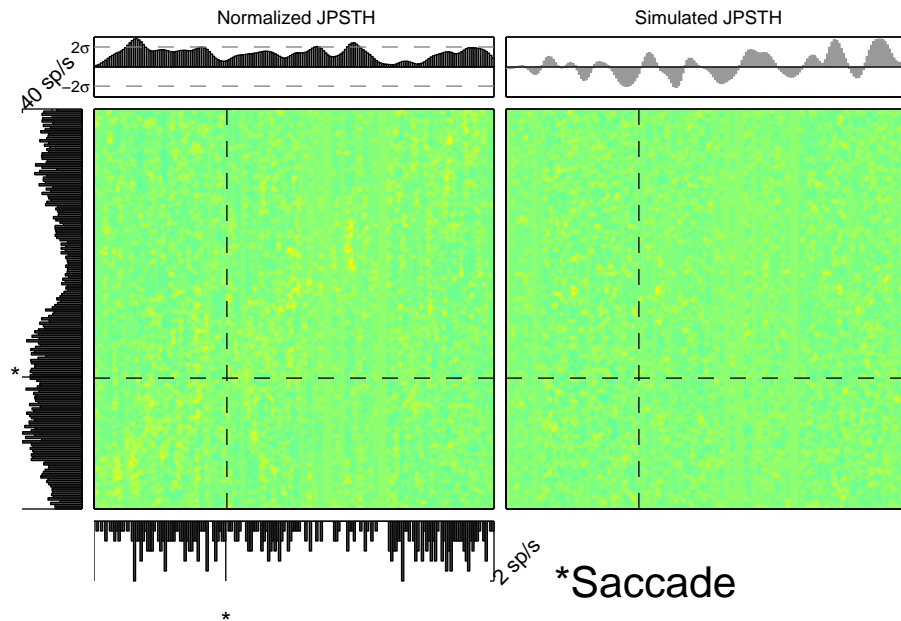 Normalized JPSTH
Simulated JPSTH
2σ
−2σ
40 sp/s
*
2 sp/s
*Saccade
*